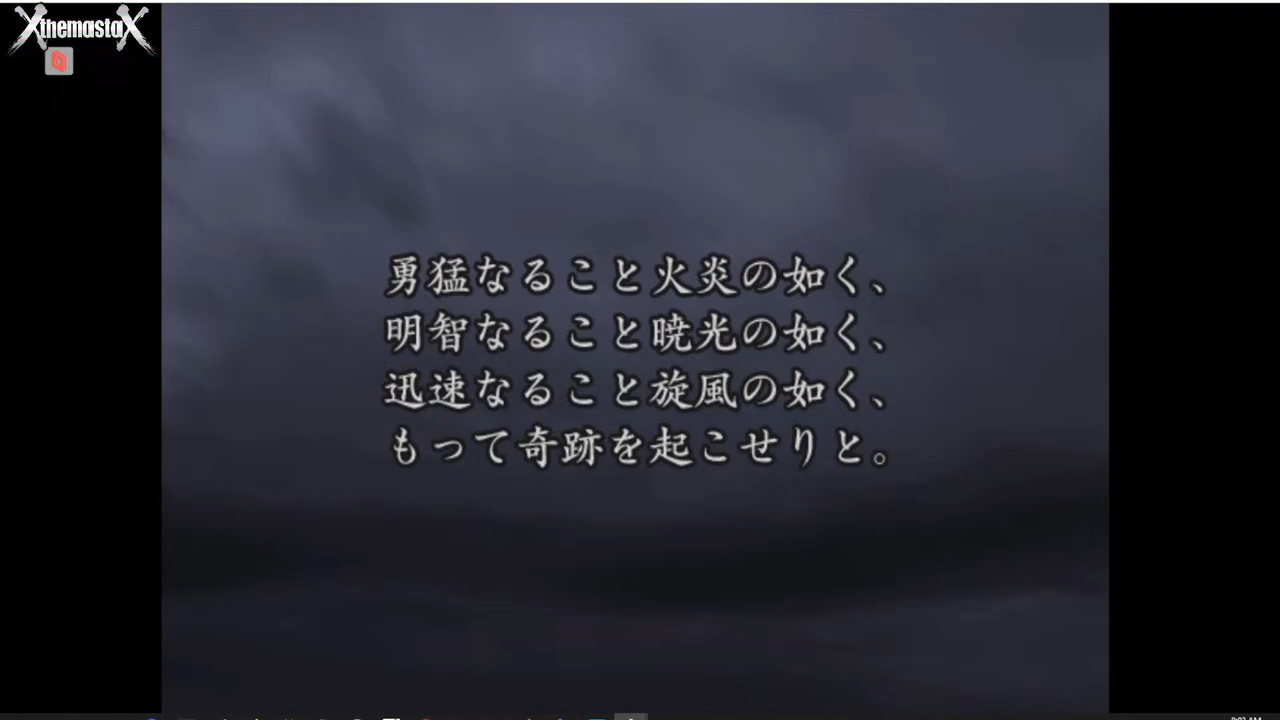 XthemastaX
勇猛なること火炎の如く、
明智なること暁光の如く、
迅速なること旋風の如く、
もって奇跡を起こせりと。